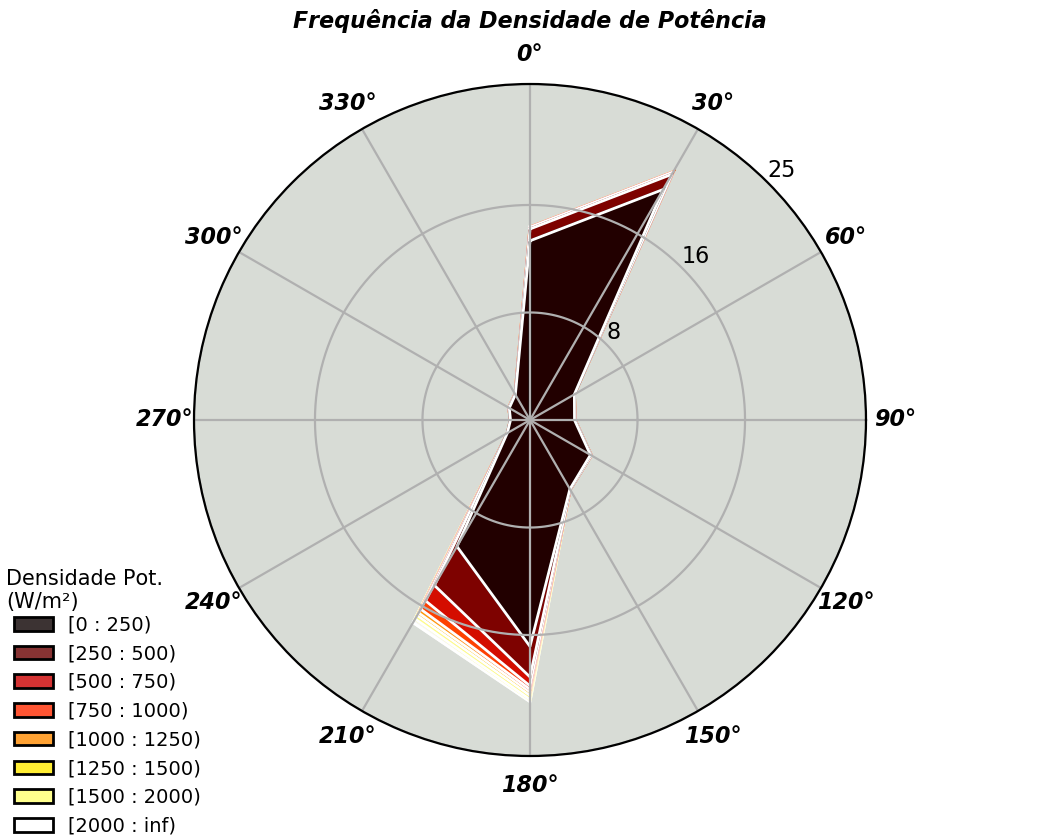 Frequência da Densidade de Potência
0°
330°
30°
25
300°
60°
16
8
270°
90°
240°
120°
210°
150°
180°
Densidade Pot.
(W/m²)
[0 : 250)
[250 : 500)
[500 : 750)
[750 : 1000)
[1000 : 1250)
[1250 : 1500)
[1500 : 2000)
[2000 : inf)